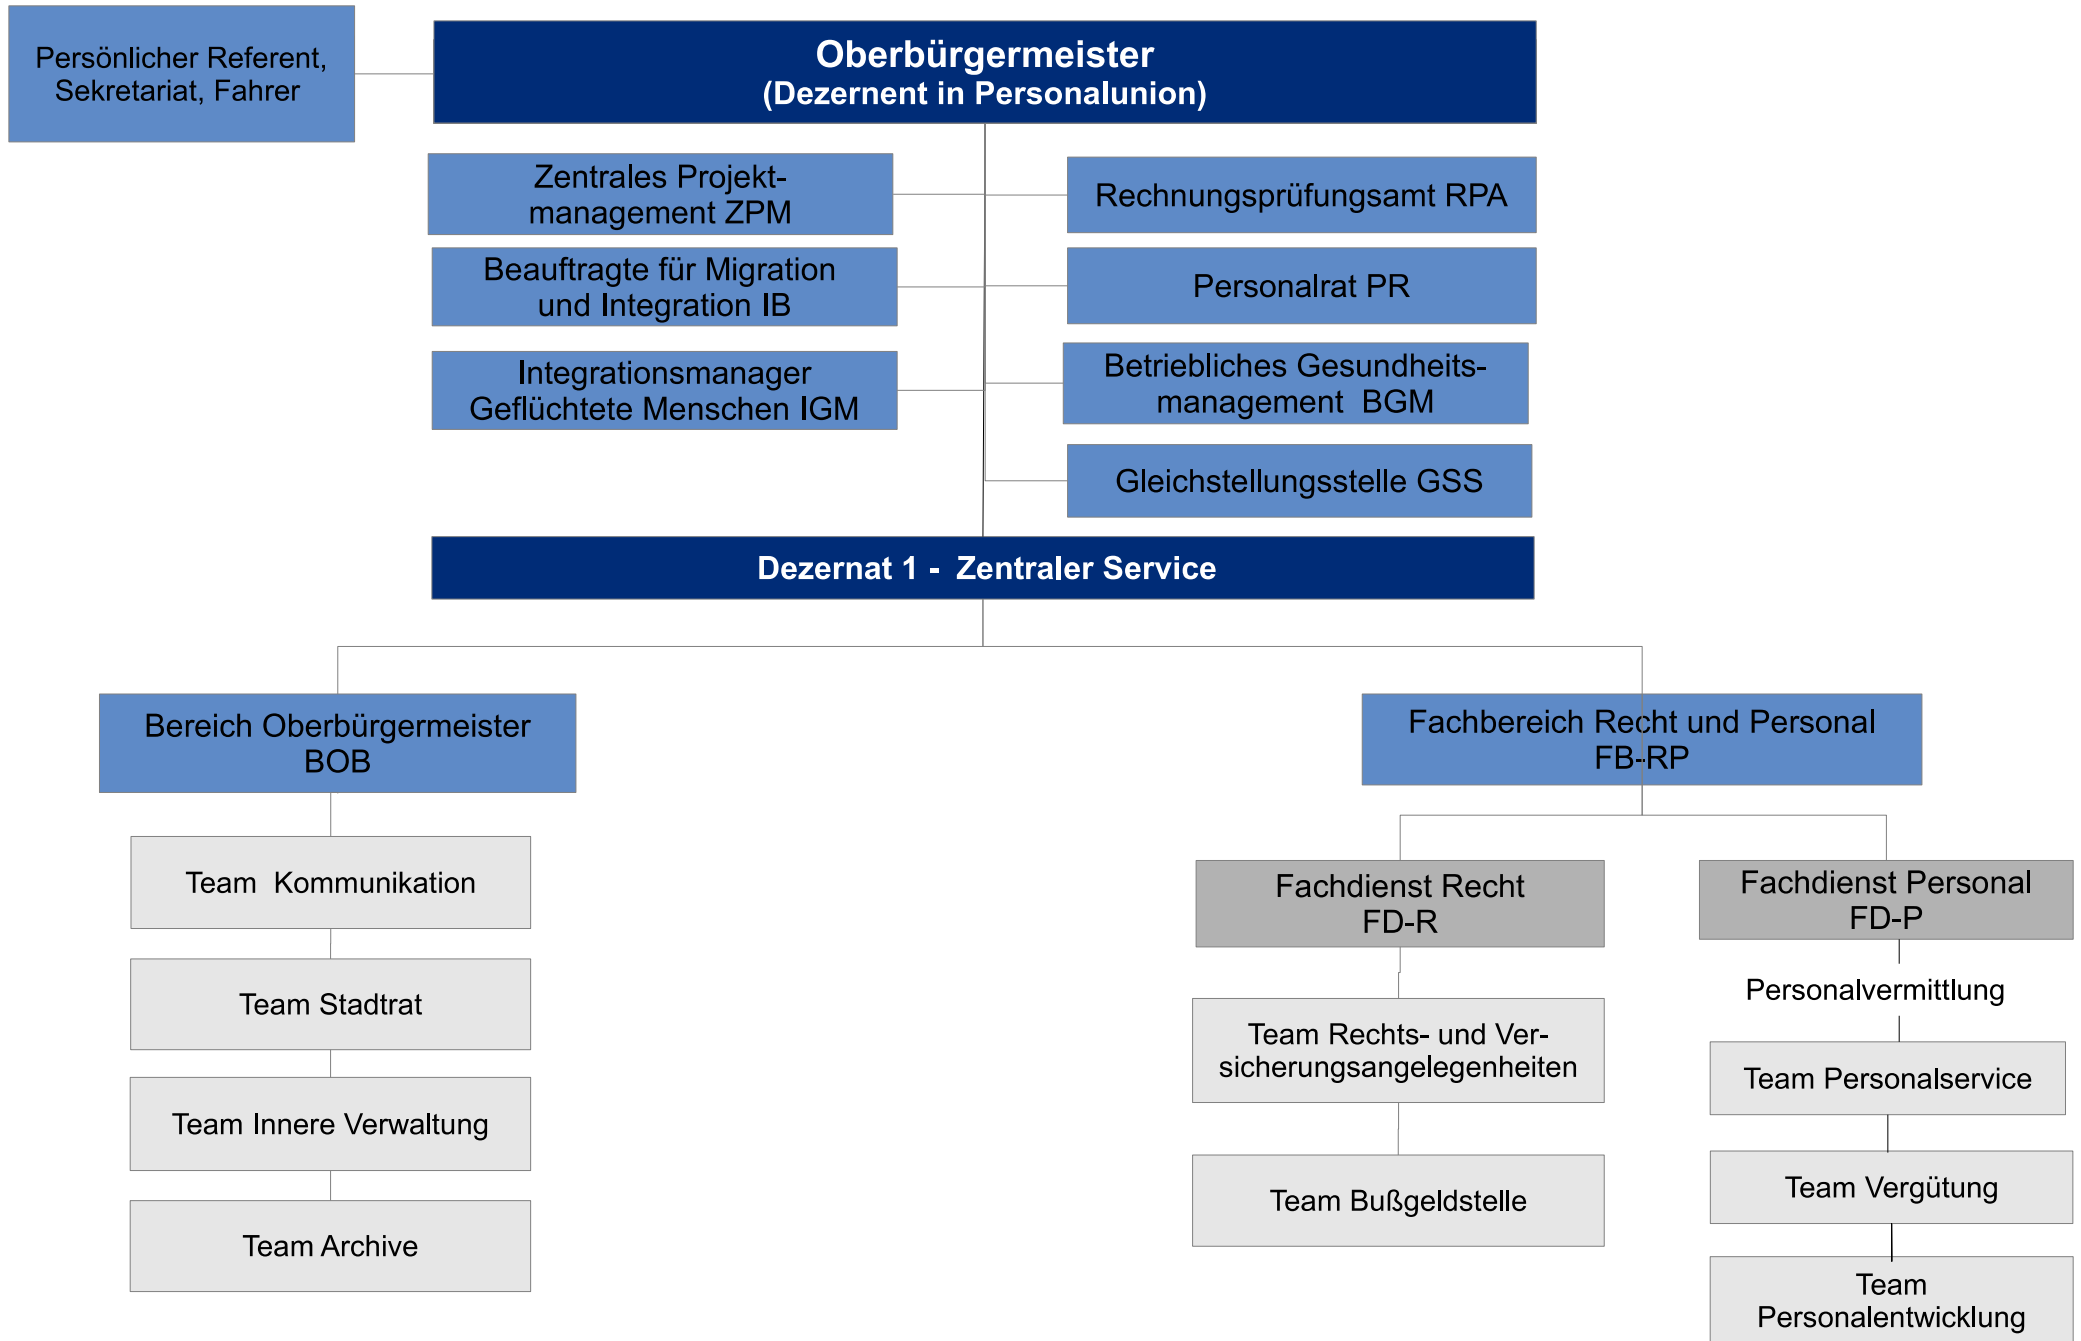 Persönlicher Referent,
Sekretariat, Fahrer
Oberbürgermeister
(Dezernent in Personalunion)
Zentrales Projekt-
management ZPM
Rechnungsprüfungsamt RPA
Beauftragte für Migration
und Integration IB
Personalrat PR
Integrationsmanager
Geflüchtete Menschen IGM
Betriebliches Gesundheits-
management BGM
Gleichstellungsstelle GSS
Dezernat 1 - Zentraler Service
Bereich Oberbürgermeister
BOB
Team Kommunikation
Team Stadtrat
Team Innere Verwaltung
Team Archive
Fachbereich Recht und Personal
FB-RP
Fachdienst Recht
FD-R
Team Rechts- und Ver-
sicherungsangelegenheiten
Team Bußgeldstelle
Fachdienst Personal
FD-P
Personalvermittlung
Team Personalservice
Team Vergütung
Team
Personalentwicklung